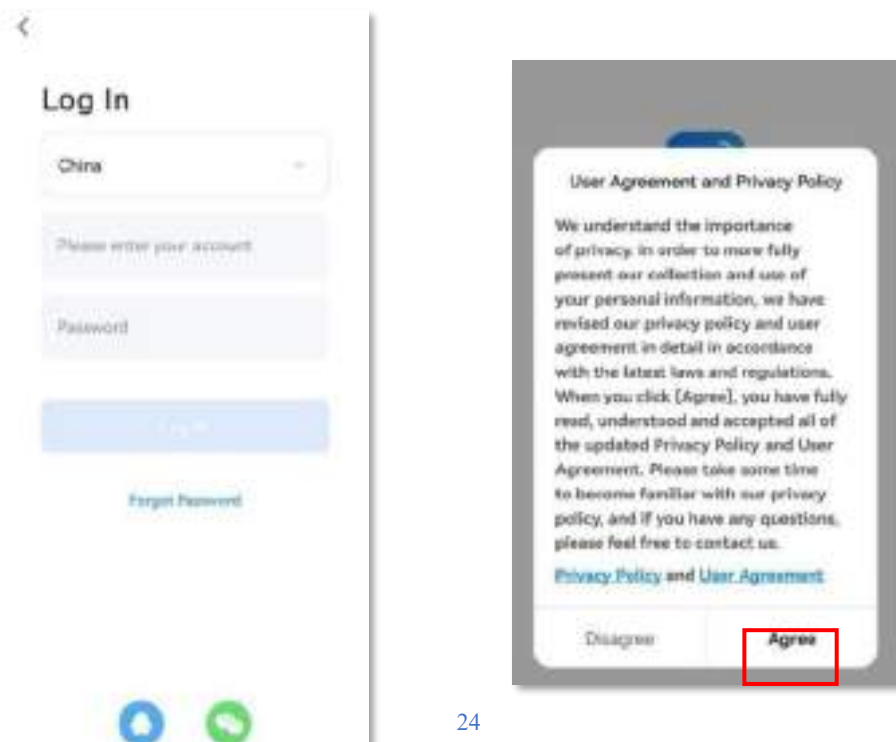 Log In
China
Please enter your account
Password
Log In
Forgot Password
User Agreement and Privacy Policy
We understand the importance
of privacy. In order to more fully
present our collection and use of
your personal information, we have
revised our privacy policy and user
agreement in detail in accordance
with the latest laws and regulations.
When you click [Agree], you have fully
read, understood and accepted all of
the updated Privacy Policy and User
Agreement. Please take some time
to become familiar with our privacy
policy, and if you have any questions,
please feel free to contact us.
Privacy Policy and User Agreement
Disagree
Agree
24